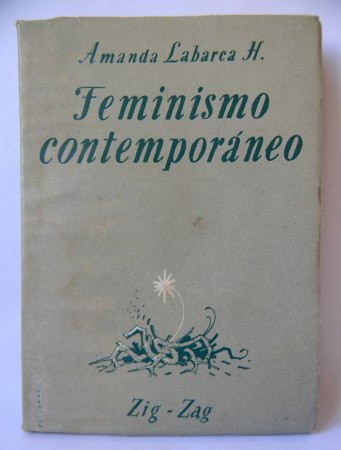 Amanda Labarca H.
Feminismo
contemporáneo
Zig - Zag